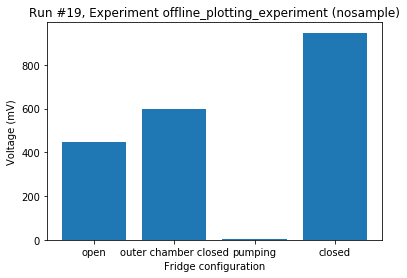 Run #19, Experiment offline_plotting_experiment (nosample)
Voltage (mV)
800
600
400
200
0
open outer chamber closed pumping closed
Fridge configuration